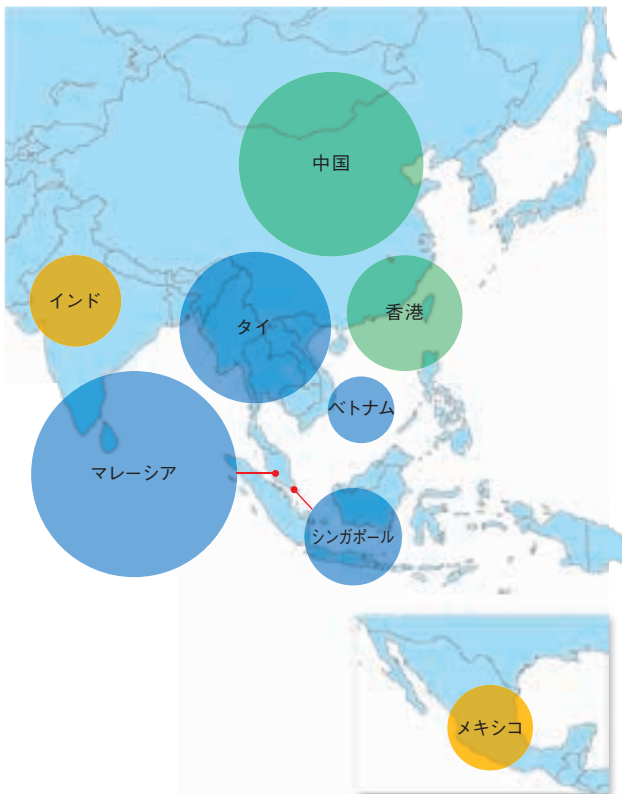 中国
インド
香港
タイ
ベトナム
マレーシア
シンガポール
メキシコ